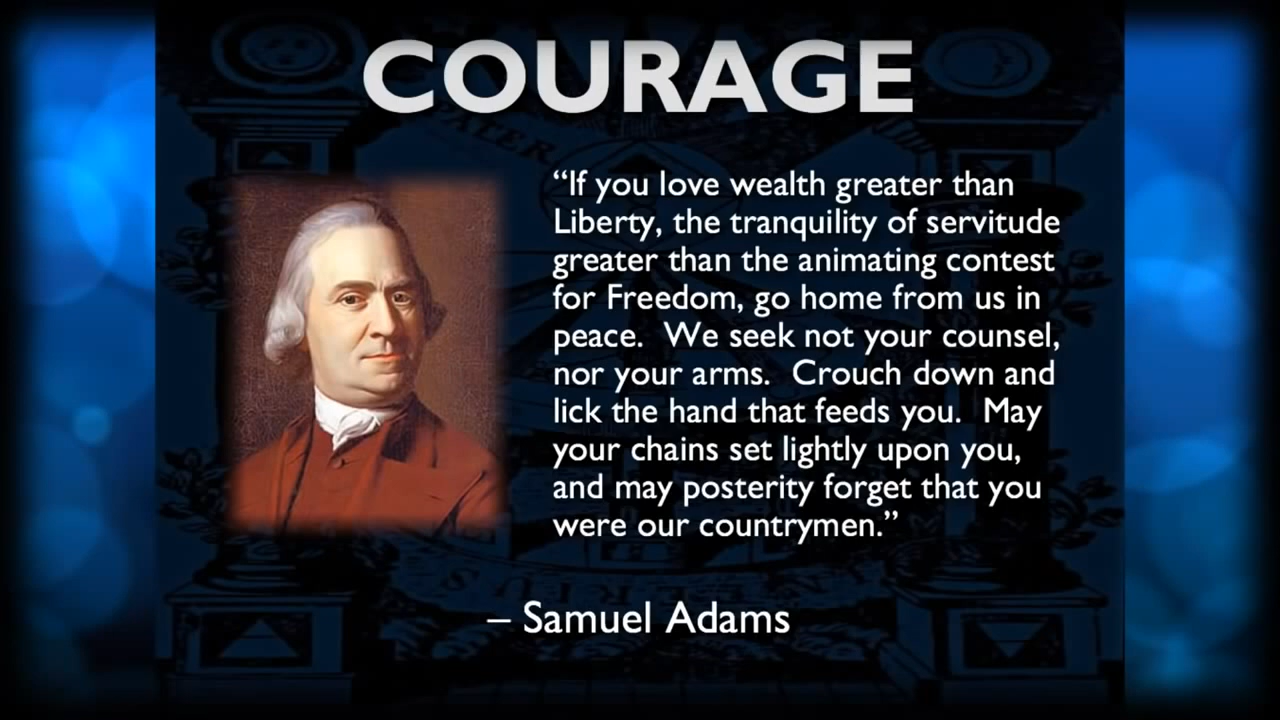 COURAGE
“If you love wealth greater than
Liberty, the tranquility of servitude
greater than the animating contest
for Freedom, go home from us in
peace.  We seek not your counsel,
nor your arms.  Crouch down and
lick the hand that feeds you.  May
your chains set lightly upon you,
and may posterity forget that you
were our countrymen.”
– Samuel Adams